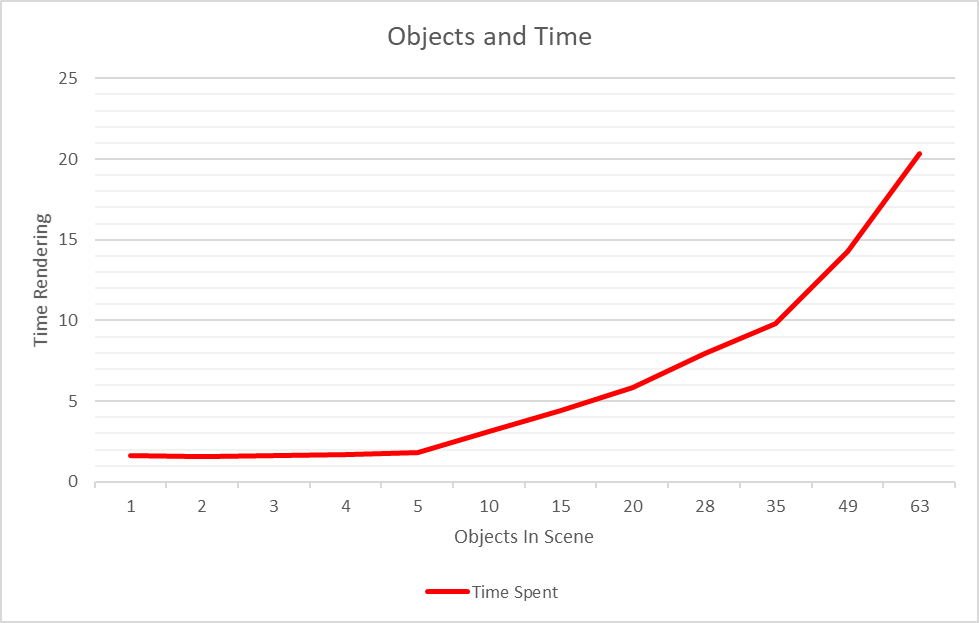 Objects and Time
25
20
15
10
5
0
Time Rendering
1 2 3 4 5 10 15 20 28 35 49 63
Objects In Scene
Time Spent